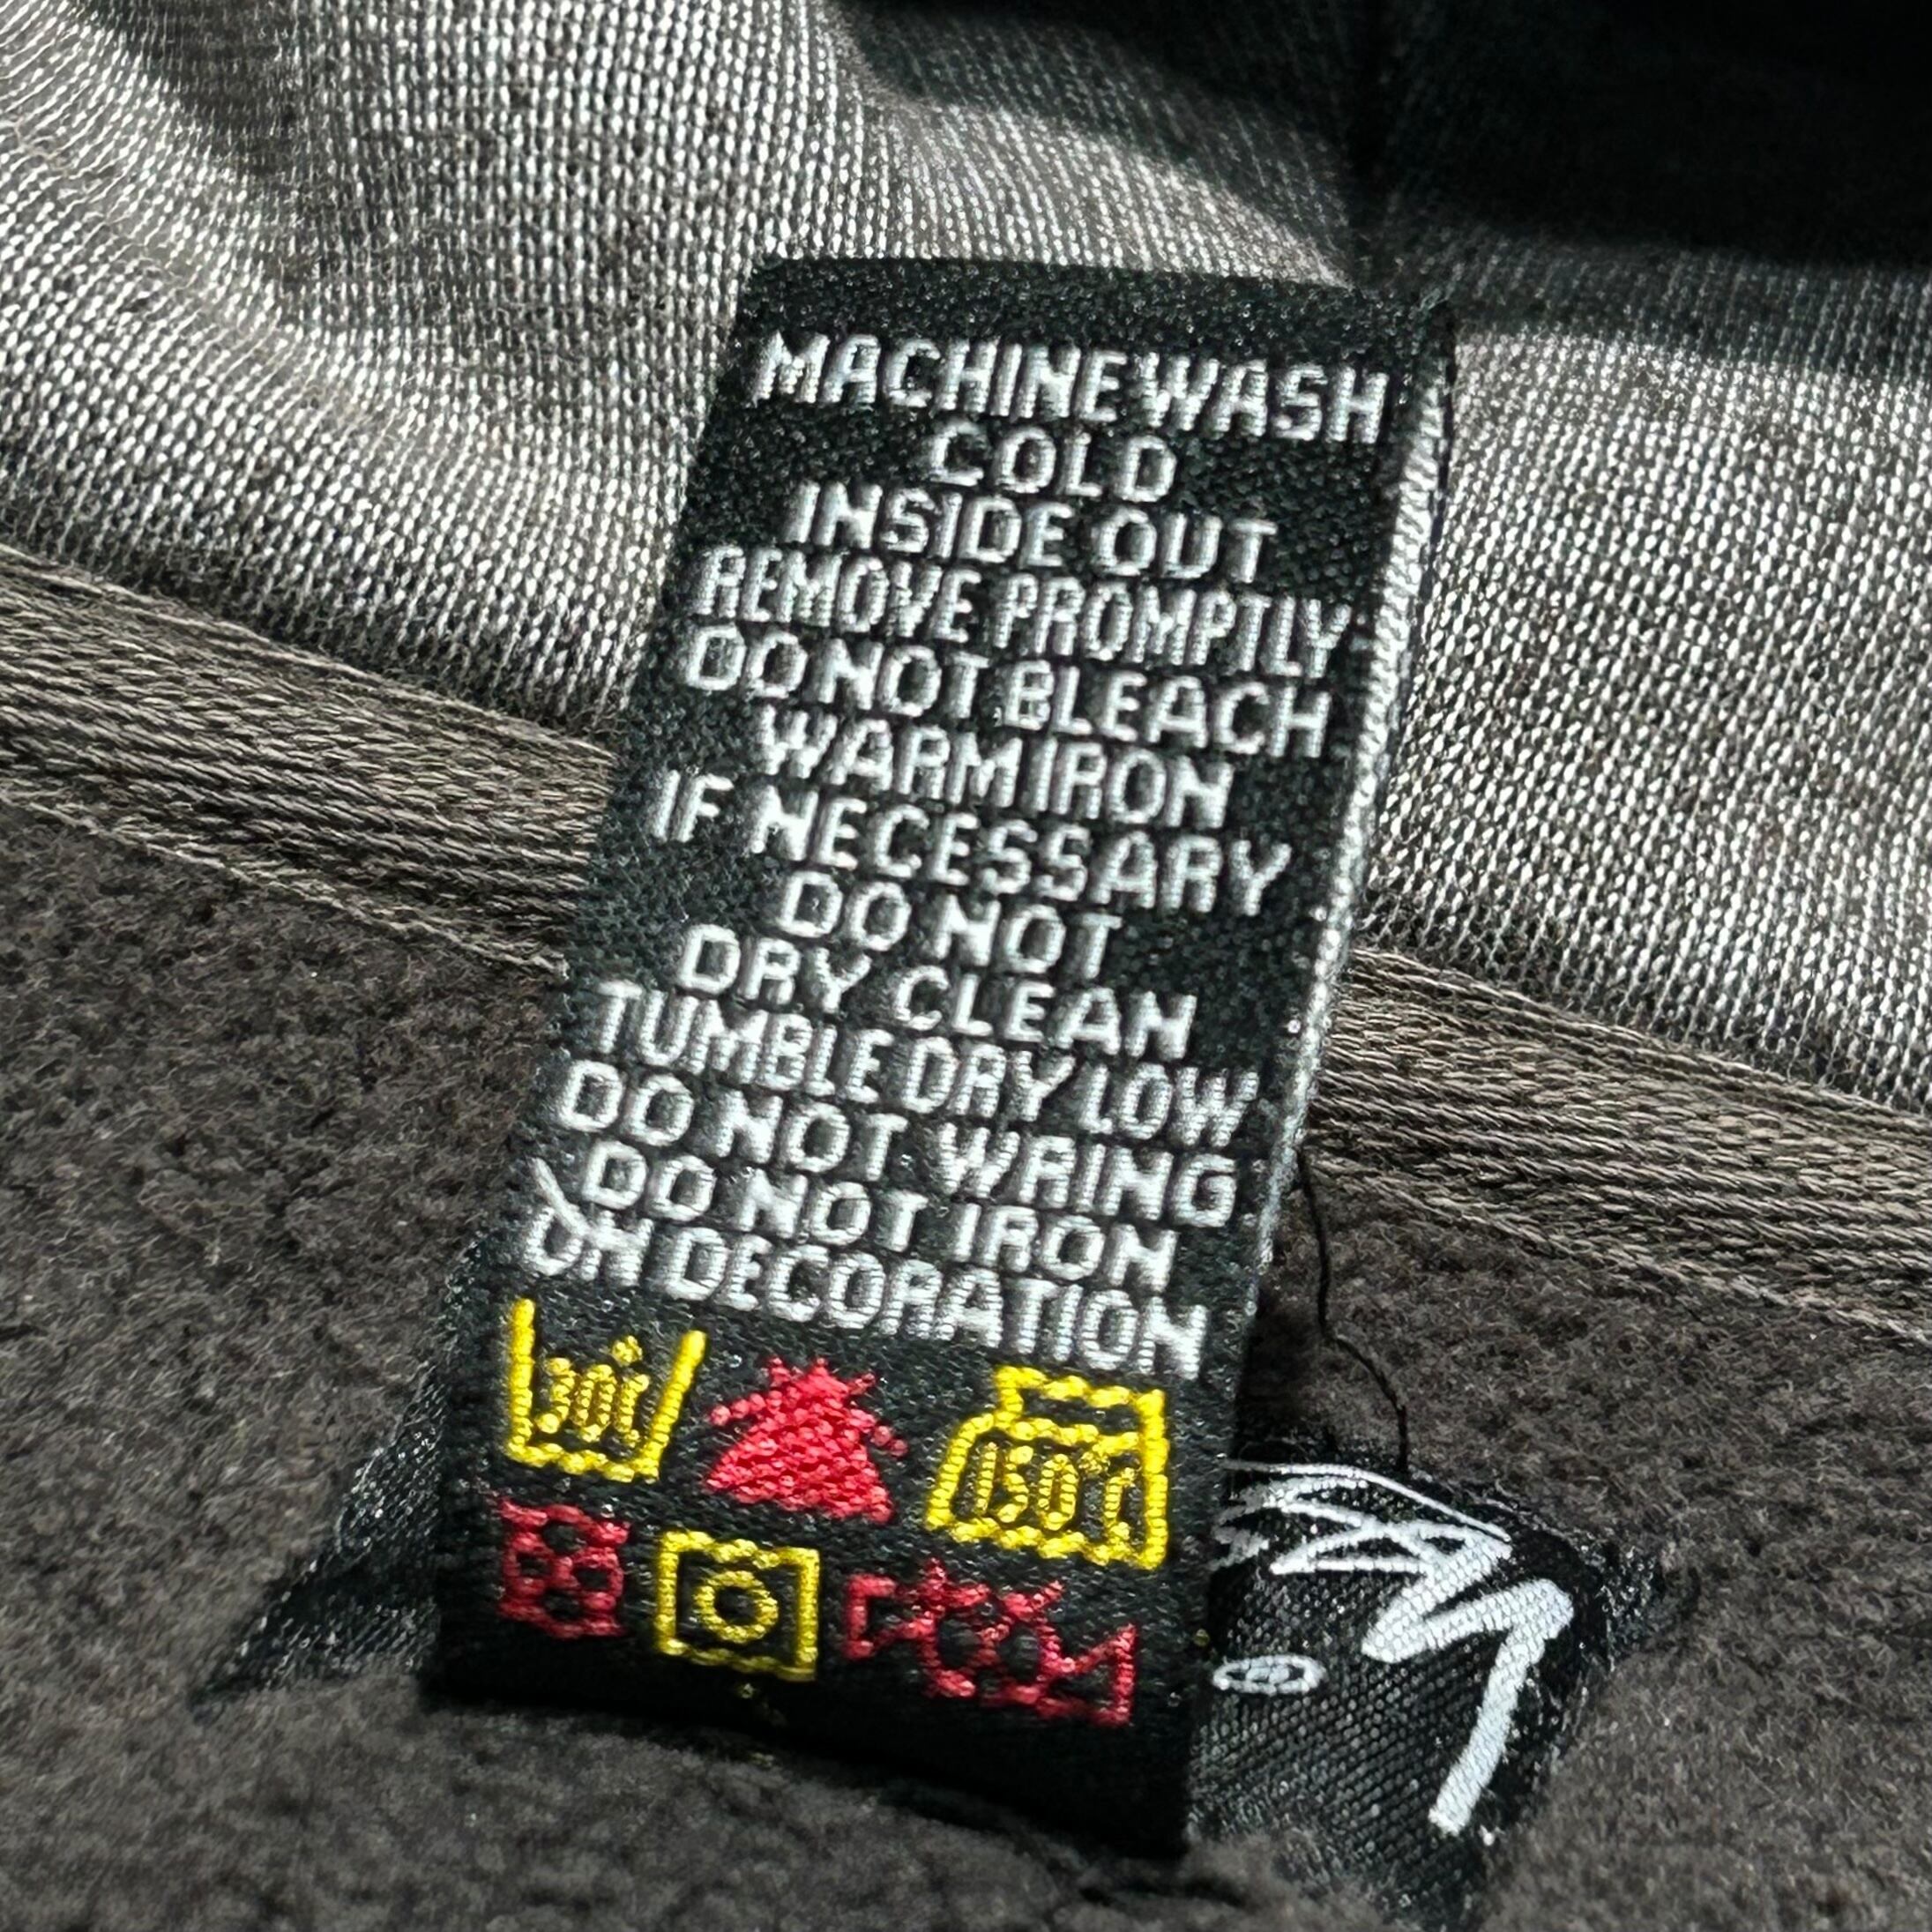 MACHINE WASH
COLD
INSIDE OUT
REMOVE PROMPTLY
DO NOT BLEACH
WARM IRON
IF NECESSARY
DO NOT
DRY CLEAN
TUMBLE DRY LOW
DO NOT WRING
DO NOT IRON
ON DECORATION
30°C
150°C